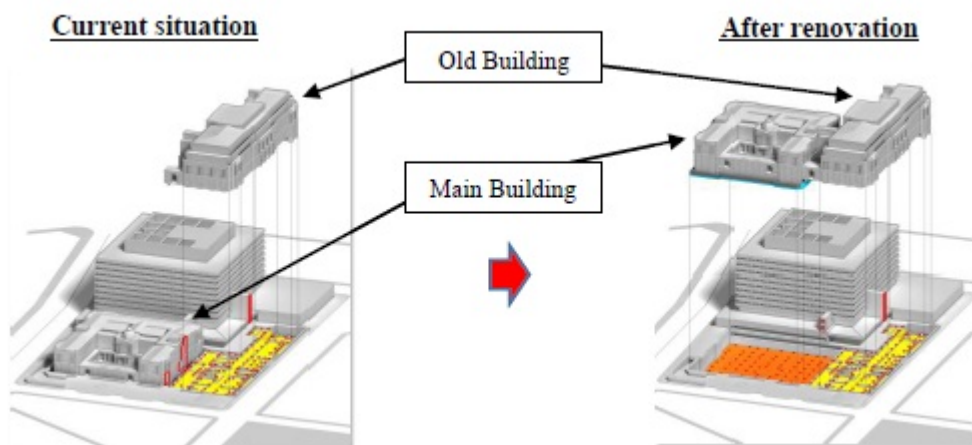 Current situation
After renovation
Old Building
Main Building